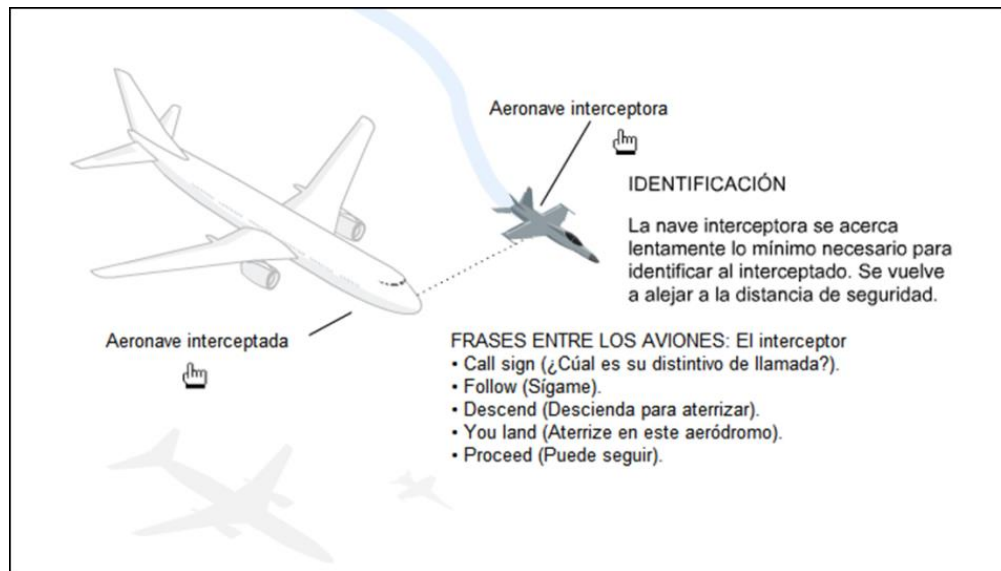 Aeronave interceptora
IDENTIFICACIÓN
La nave interceptora se acerca
lentamente lo mínimo necesario para
identificar al interceptado. Se vuelve
a alejar a la distancia de seguridad.
Aeronave interceptada
FRASES ENTRE LOS AVIONES: El interceptor
• Call sign (¿Cúal es su distintivo de llamada?).
• Follow (Sígame).
• Descend (Descienda para aterrizar).
• You land (Aterrize en este aeródromo).
• Proceed (Puede seguir).